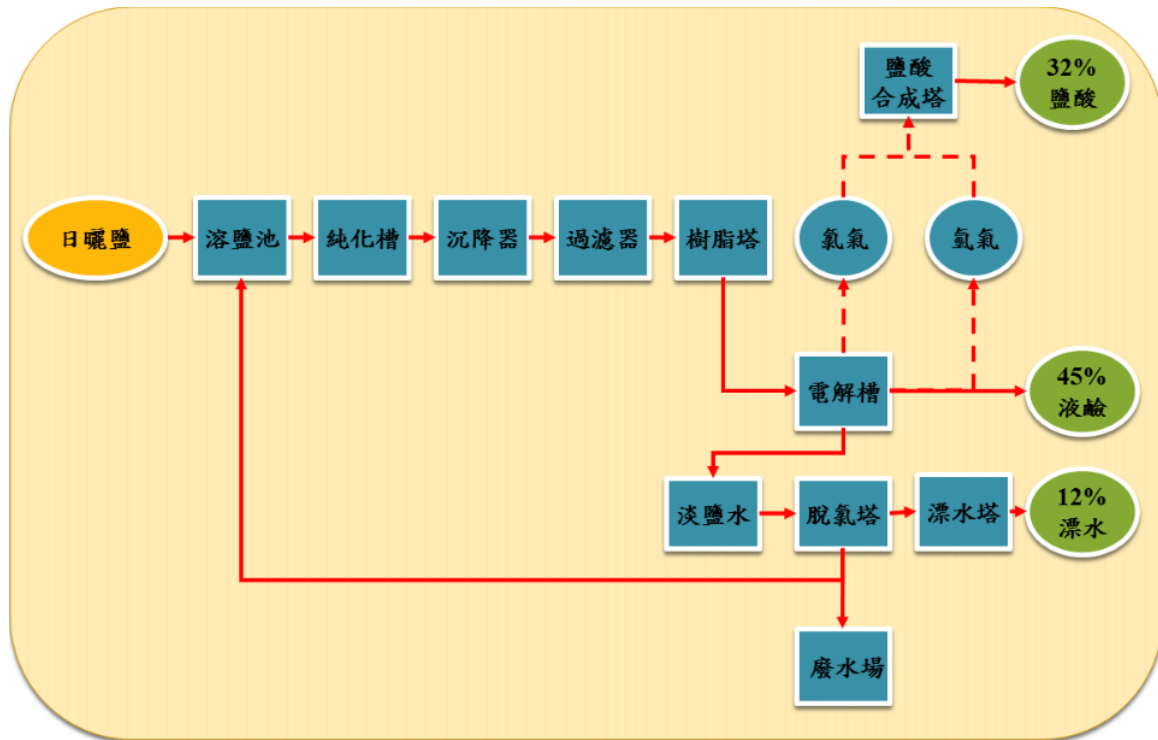 鹽酸
合成塔
32%
鹽酸
日曬鹽
溶鹽池
純化槽
沉降器
過濾器
樹脂塔
氯氣
氫氣
電解槽
45%
液鹼
淡鹽水
脫氯塔
漂水塔
12%
漂水
廢水場